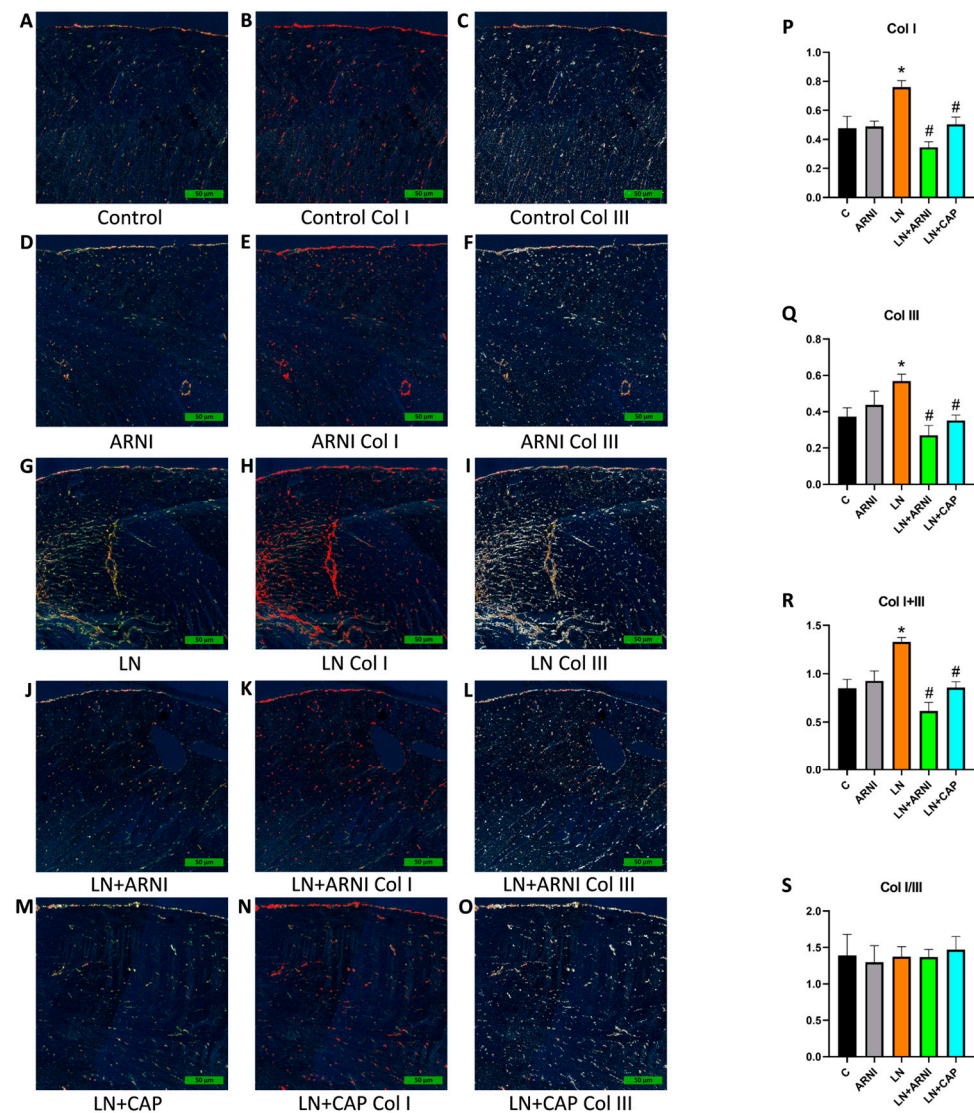 A
B
C
50 μm
50 μm
50 μm
Control
Control Col I
Control Col III
D
E
F
50 μm
50 μm
50 μm
ARNI
ARNI Col I
ARNI Col III
G
H
I
50 μm
50 μm
50 μm
LN
LN Col I
LN Col III
J
K
L
50 μm
50 μm
50 μm
LN+ARNI
LN+ARNI Col I
LN+ARNI Col III
M
N
O
50 μm
50 μm
50 μm
LN+CAP
LN+CAP Col I
LN+CAP Col III
P
Col I
1.0
0.8
0.6
0.4
0.2
0.0
*
#
#
C
ARNI
LN
LN+ARNI
LN+CAP
Q
Col III
0.8
0.6
0.4
0.2
0.0
*
#
#
C
ARNI
LN
LN+ARNI
LN+CAP
R
Col I+III
1.5
1.0
0.5
0.0
*
#
#
C
ARNI
LN
LN+ARNI
LN+CAP
S
Col I/III
2.0
1.5
1.0
0.5
0.0
C
ARNI
LN
LN+ARNI
LN+CAP